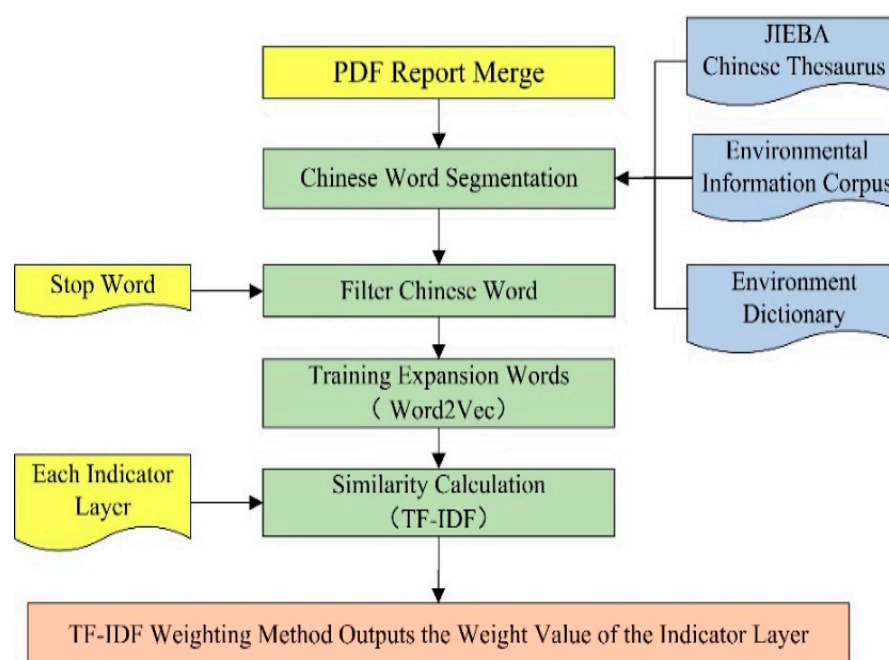 PDF Report Merge
JIEBA
Chinese Thesaurus
Chinese Word Segmentation
Environmental
Information Corpus
Stop Word
Filter Chinese Word
Environment
Dictionary
Training Expansion Words
（ Word2Vec）
Each Indicator
Layer
Similarity Calculation
（TF-IDF）
TF-IDF Weighting Method Outputs the Weight Value of the Indicator Layer